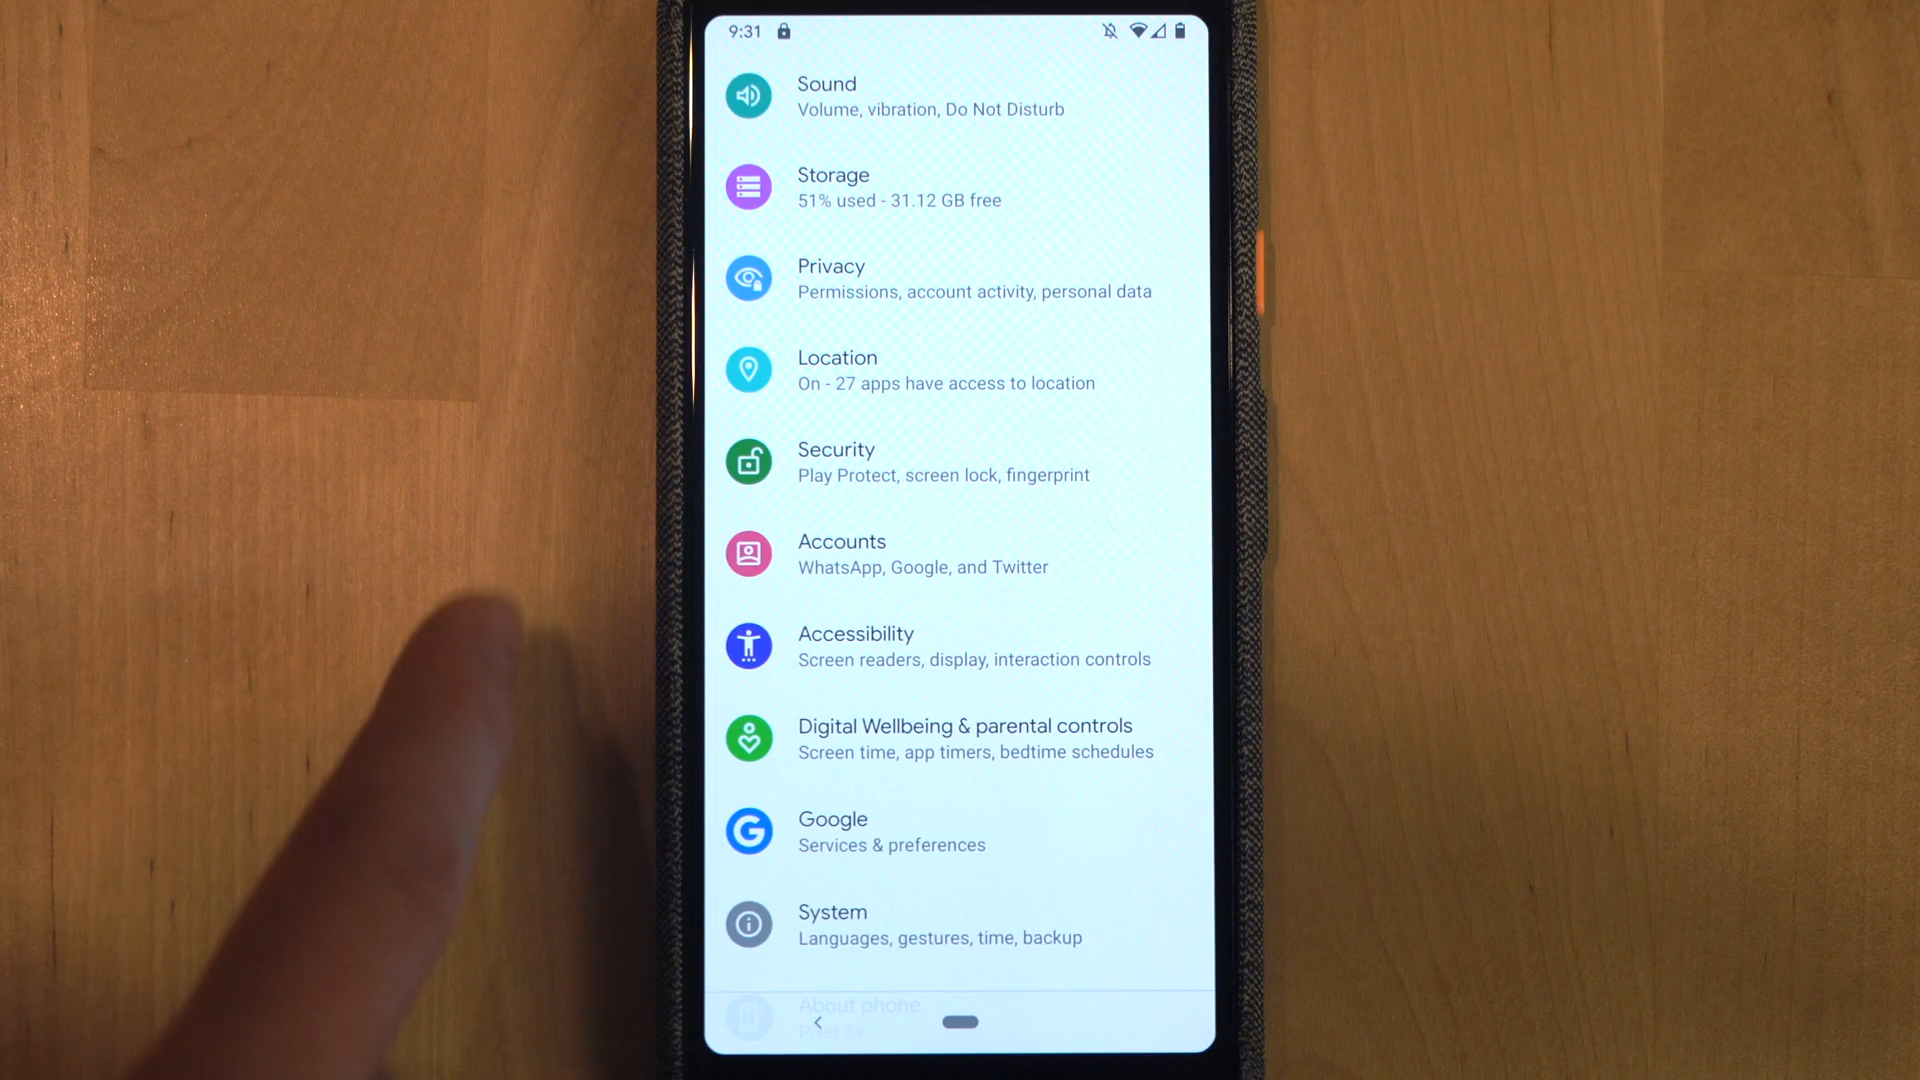 9:31
Sound
Volume, vibration, Do Not Disturb
Storage
51% used - 31.12 GB free
Privacy
Permissions, account activity, personal data
Location
On - 27 apps have access to location
Security
Play Protect, screen lock, fingerprint
Accounts
WhatsApp, Google, and Twitter
Accessibility
Screen readers, display, interaction controls
Digital Wellbeing & parental controls
Screen time, app timers, bedtime schedules
Google
Services & preferences
System
Languages, gestures, time, backup
About phone
Pixel 3a